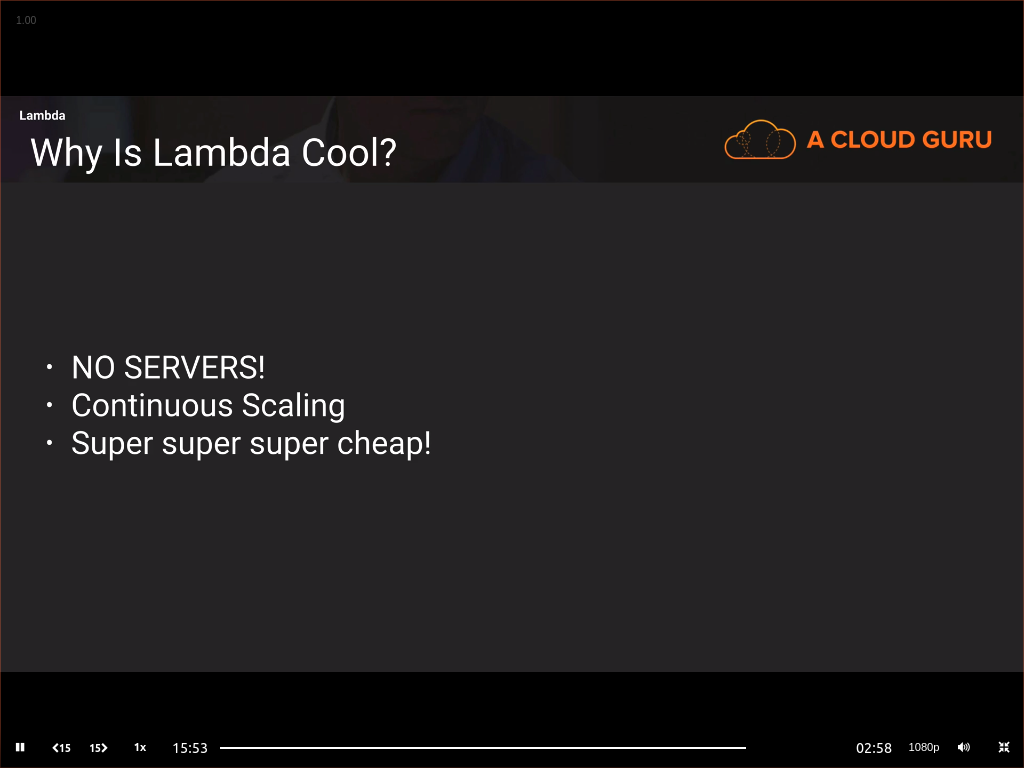 1.00
Lambda
Why Is Lambda Cool?
A CLOUD GURU
• NO SERVERS!
• Continuous Scaling
• Super super super cheap!
15 15 1x 15:53 02:58 1080p